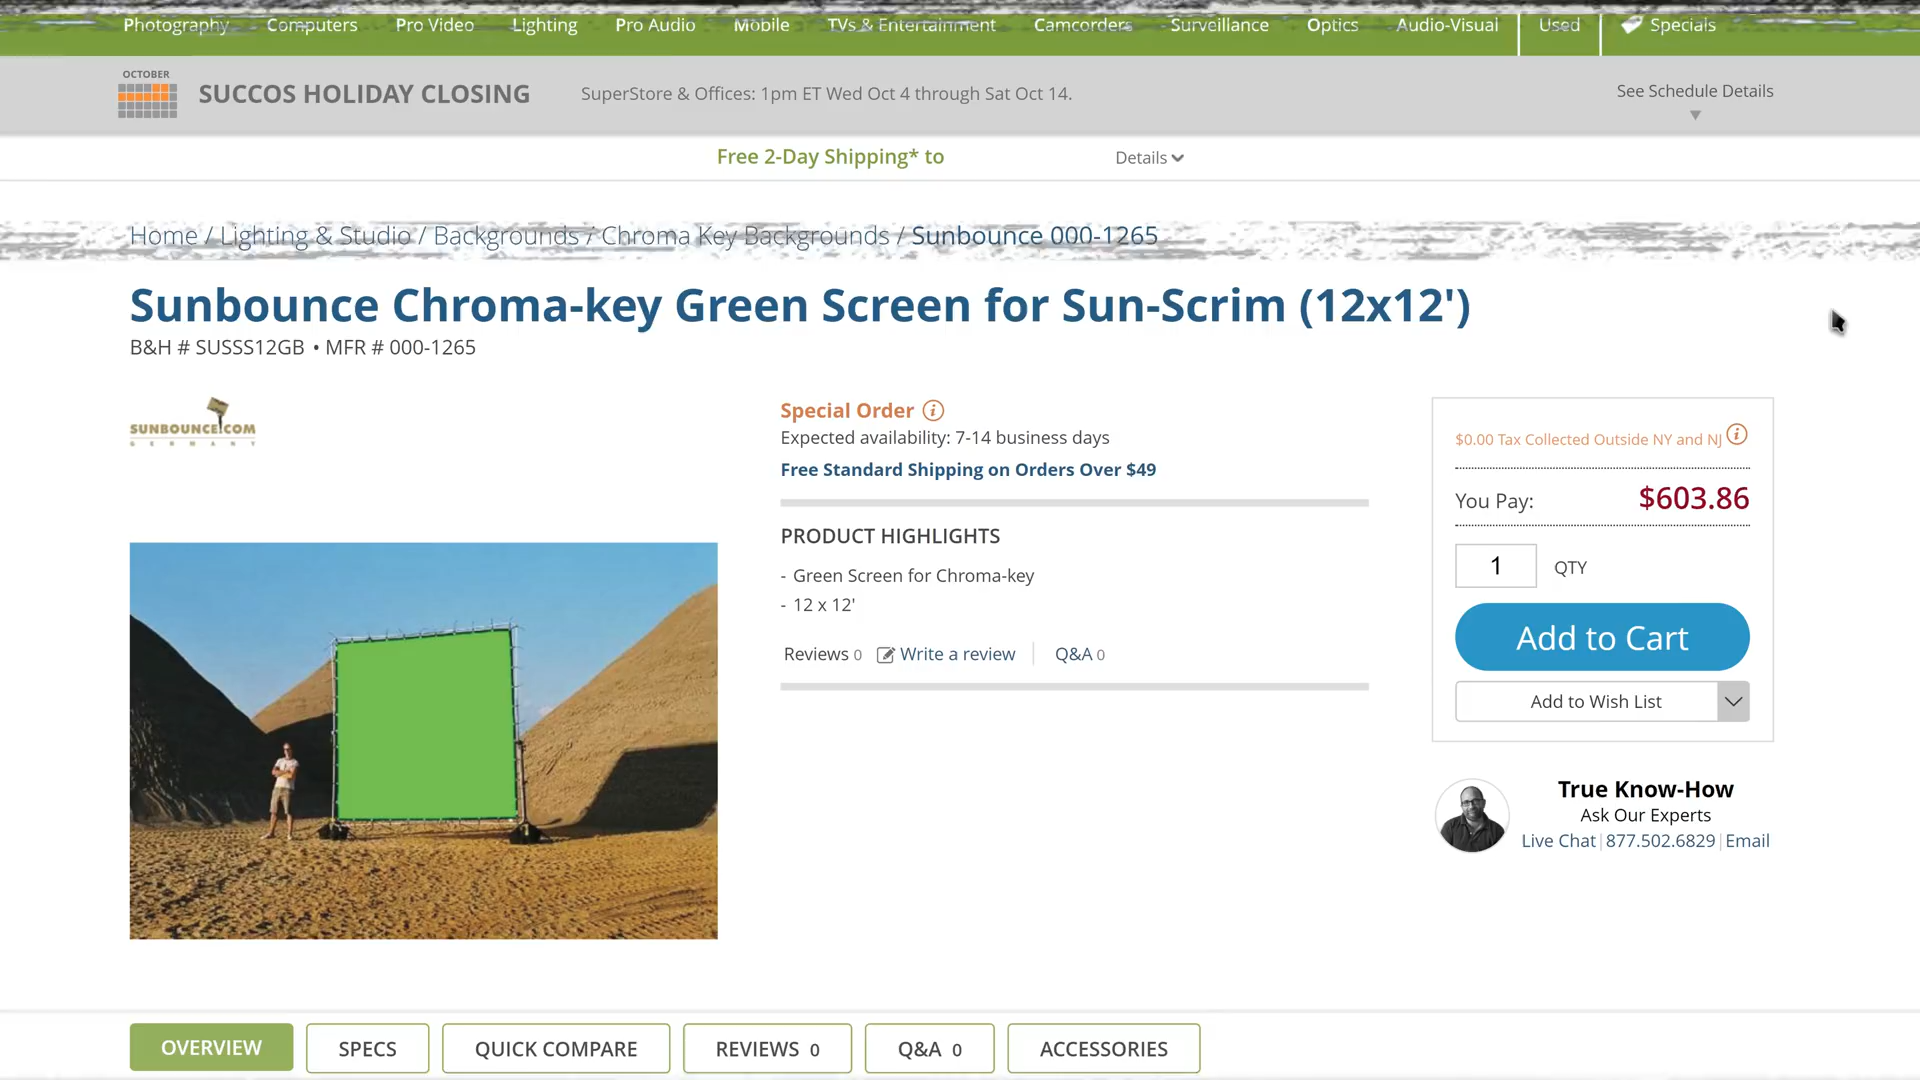 Photography Computers Pro Video Lighting Pro Audio Mobile TVs & Entertainment Camcorders Surveillance Optics Audio-Visual Used Specials
OCTOBER
SUCCOS HOLIDAY CLOSING
SuperStore & Offices: 1pm ET Wed Oct 4 through Sat Oct 14.
See Schedule Details
Free 2-Day Shipping* to
Details
Home / Lighting & Studio / Backgrounds / Chroma Key Backgrounds / Sunbounce 000-1265
Sunbounce Chroma-key Green Screen for Sun-Scrim (12x12')
B&H # SUSSS12GB • MFR # 000-1265
SUNBOUNCE.COM
GERMANY
Special Order
Expected availability: 7-14 business days
Free Standard Shipping on Orders Over $49
PRODUCT HIGHLIGHTS
- Green Screen for Chroma-key
- 12 x 12'
Reviews 0 Write a review Q&A 0
$0.00 Tax Collected Outside NY and NJ
You Pay: $603.86
1 QTY
Add to Cart
Add to Wish List
True Know-How
Ask Our Experts
Live Chat | 877.502.6829 | Email
OVERVIEW SPECS QUICK COMPARE REVIEWS 0 Q&A 0 ACCESSORIES